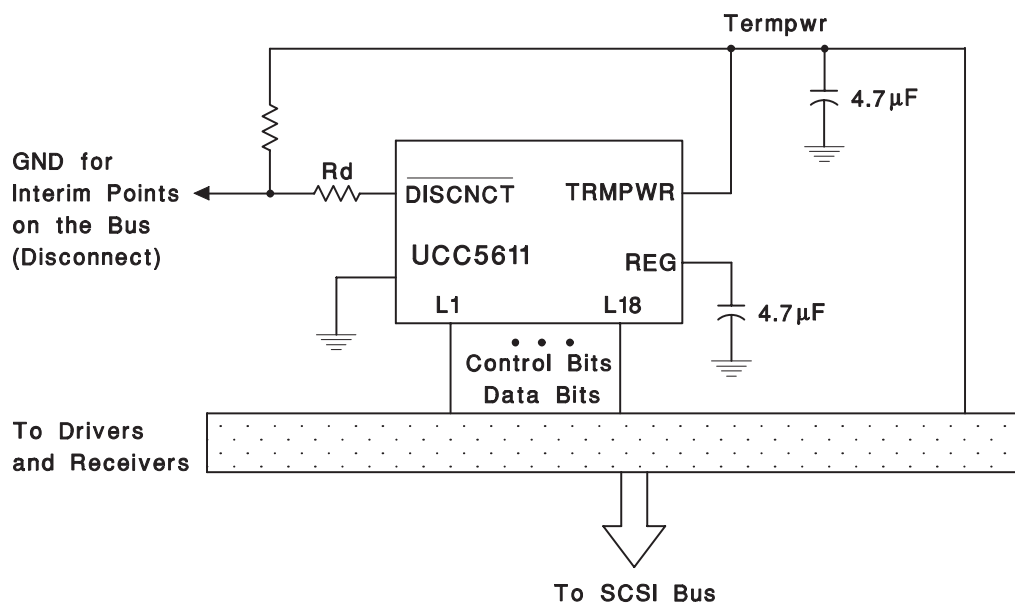 Termpwr
4.7µF
GND for
Interim Points
on the Bus
(Disconnect)
Rd
DISCNCT
TRMPWR
UCC5611
REG
L1
L18
4.7µF
• • •
Control Bits
Data Bits
To Drivers
and Receivers
To SCSI Bus